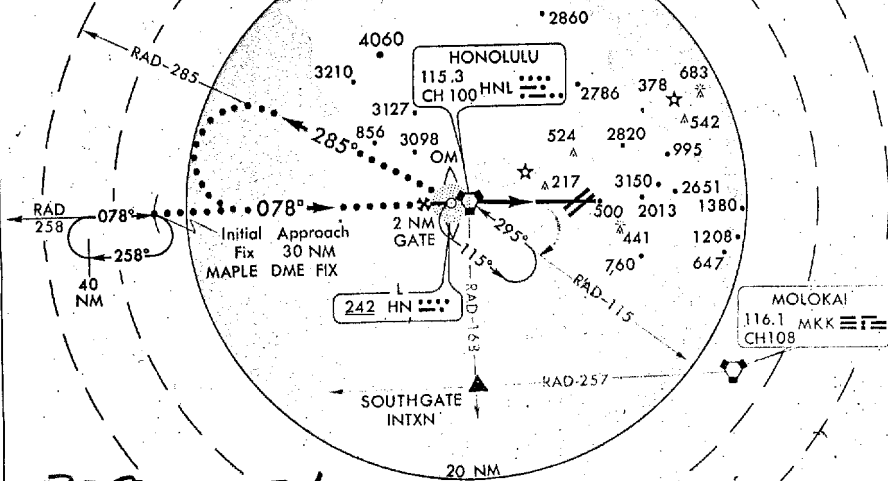 2860
4060
HONOLULU
115.3 HNL
CH 100
3210
2786
378
683
542
RAD-285
3127
285°
856
3098
524
2820
995
OM
217
3150
2651
RAD 258
078°
078°
2 NM GATE
295°
500
2013
1380
258°
Initial Approach
Fix 30 NM
MAPLE DME FIX
115°
441
1208
760
647
40 NM
L
242 HN
RAD-168
RAD-115
MOLOKAI
116.1 MKK
CH108
SOUTHGATE
INTXN
RAD-257
20 NM